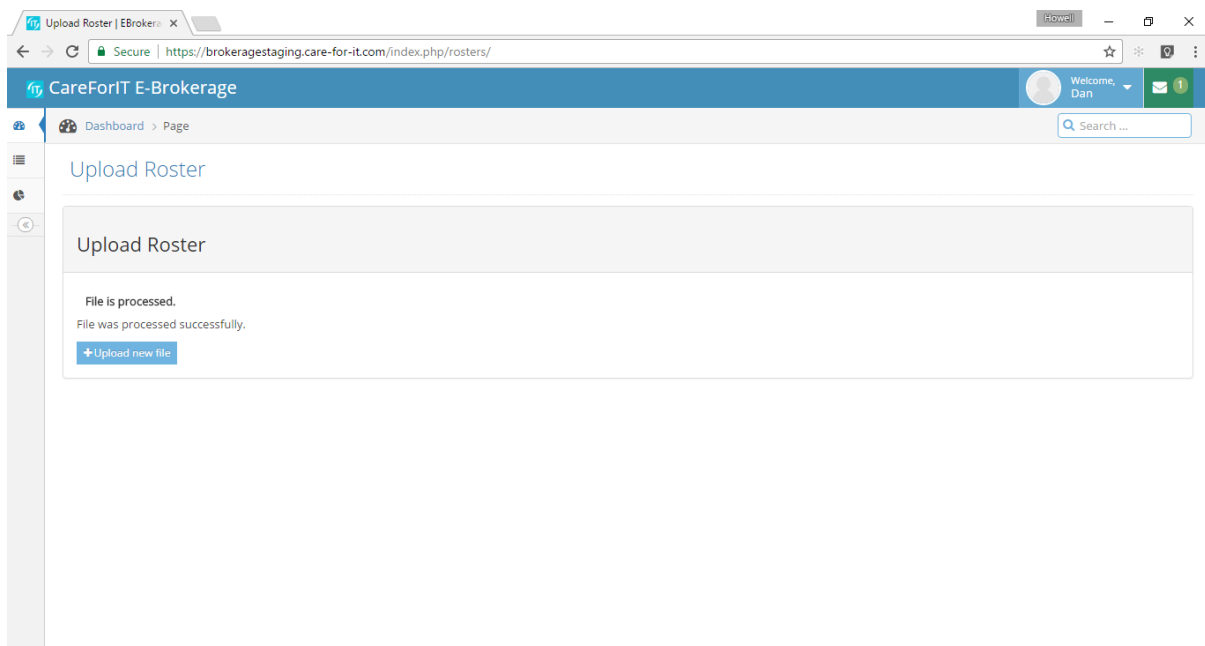 Upload Roster | EBrokera
Howell
Secure | https://brokeragestaging.care-for-it.com/index.php/rosters/
CareForIT E-Brokerage
Welcome,
Dan
1
Dashboard > Page
Search ...
Upload Roster
Upload Roster
File is processed.
File was processed successfully.
+Upload new file